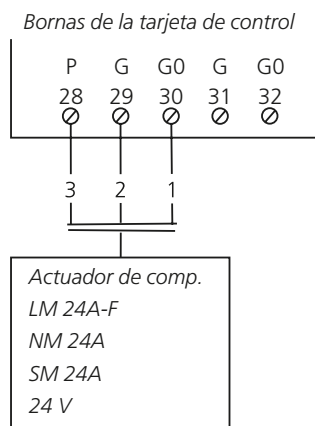 Bornas de la tarjeta de control
P G G0 G G0
28 29 30 31 32
3 2 1
Actuador de comp.
LM 24A-F
NM 24A
SM 24A
24 V